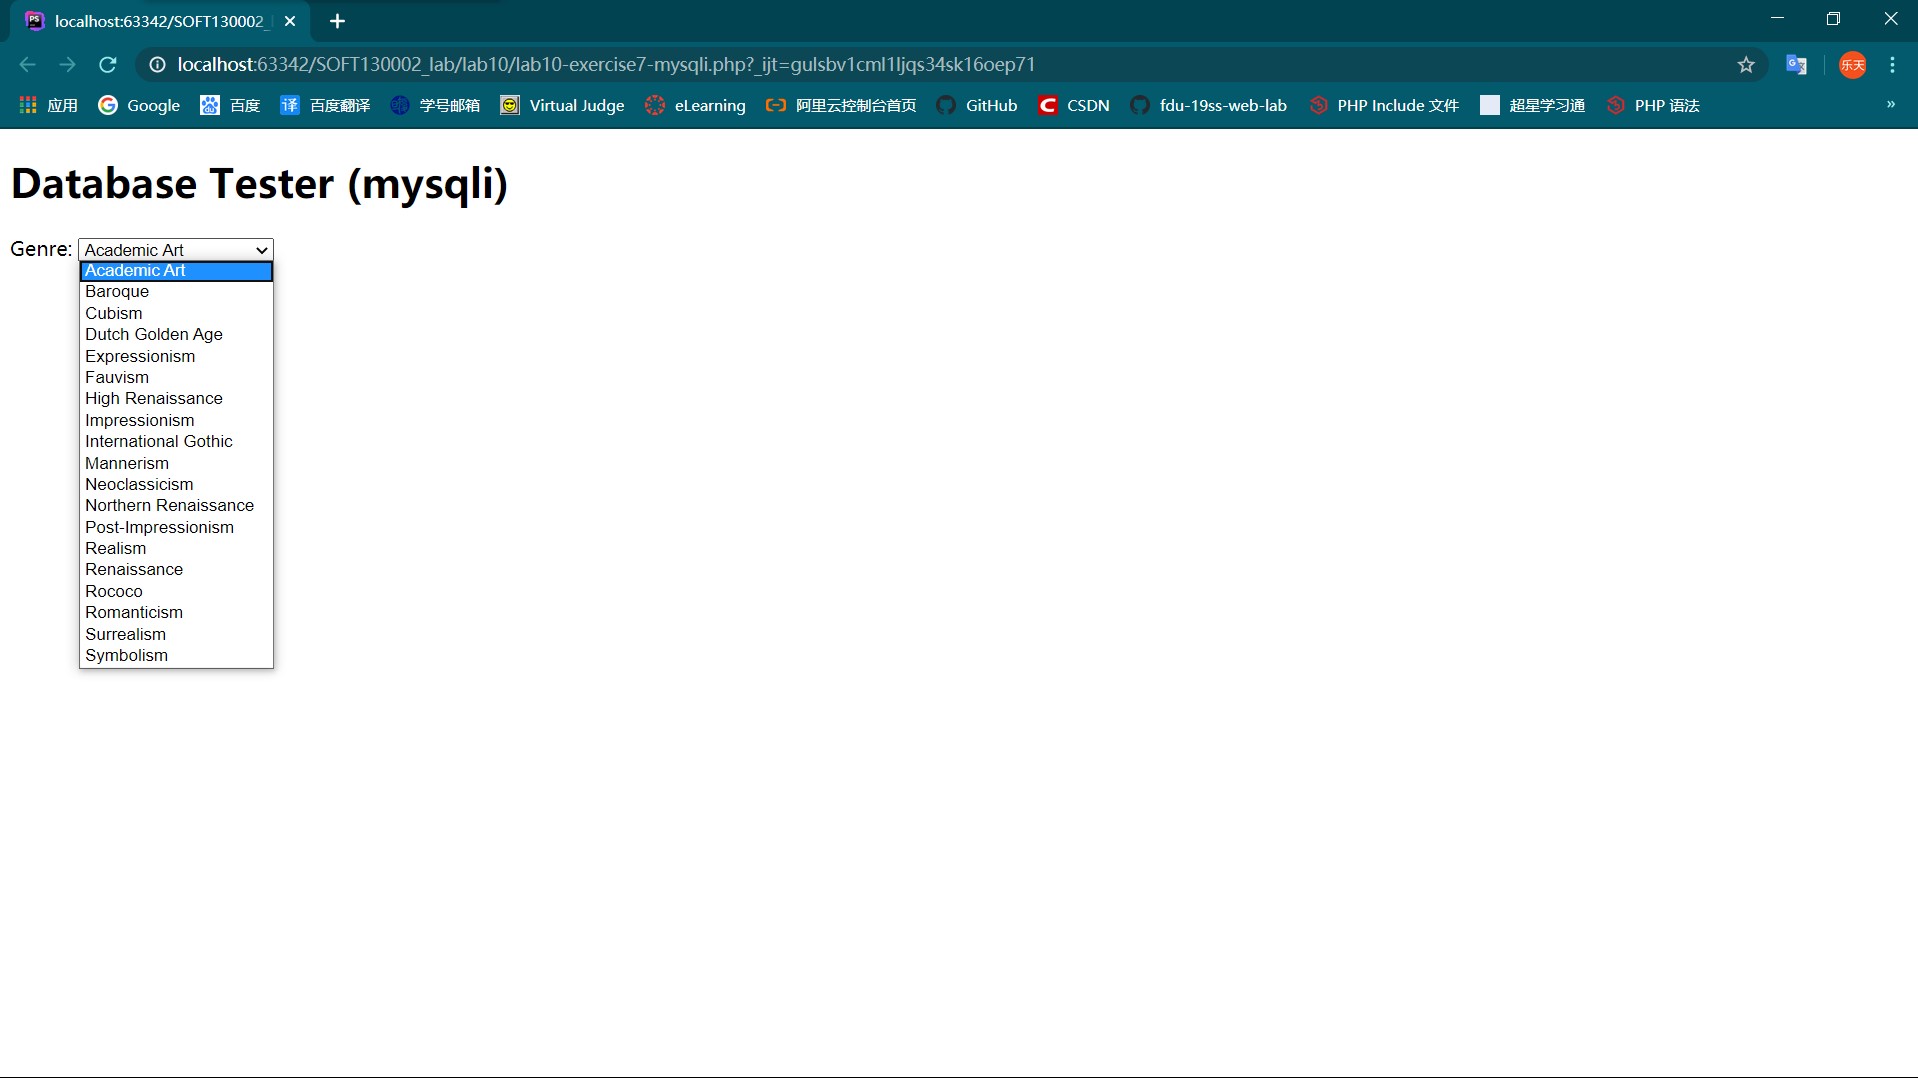 localhost:63342/SOFT130002_
localhost:63342/SOFT130002_lab/lab10/lab10-exercise7-mysqli.php?_ijt=gulsbv1cml1ljqs34sk16oep71
乐天
应用 Google 百度 百度翻译 学号邮箱 Virtual Judge eLearning 阿里云控制台首页 GitHub CSDN fdu-19ss-web-lab PHP Include 文件 超星学习通 PHP 语法 »
Database Tester (mysqli)
Genre: Academic Art
Academic Art
Baroque
Cubism
Dutch Golden Age
Expressionism
Fauvism
High Renaissance
Impressionism
International Gothic
Mannerism
Neoclassicism
Northern Renaissance
Post-Impressionism
Realism
Renaissance
Rococo
Romanticism
Surrealism
Symbolism